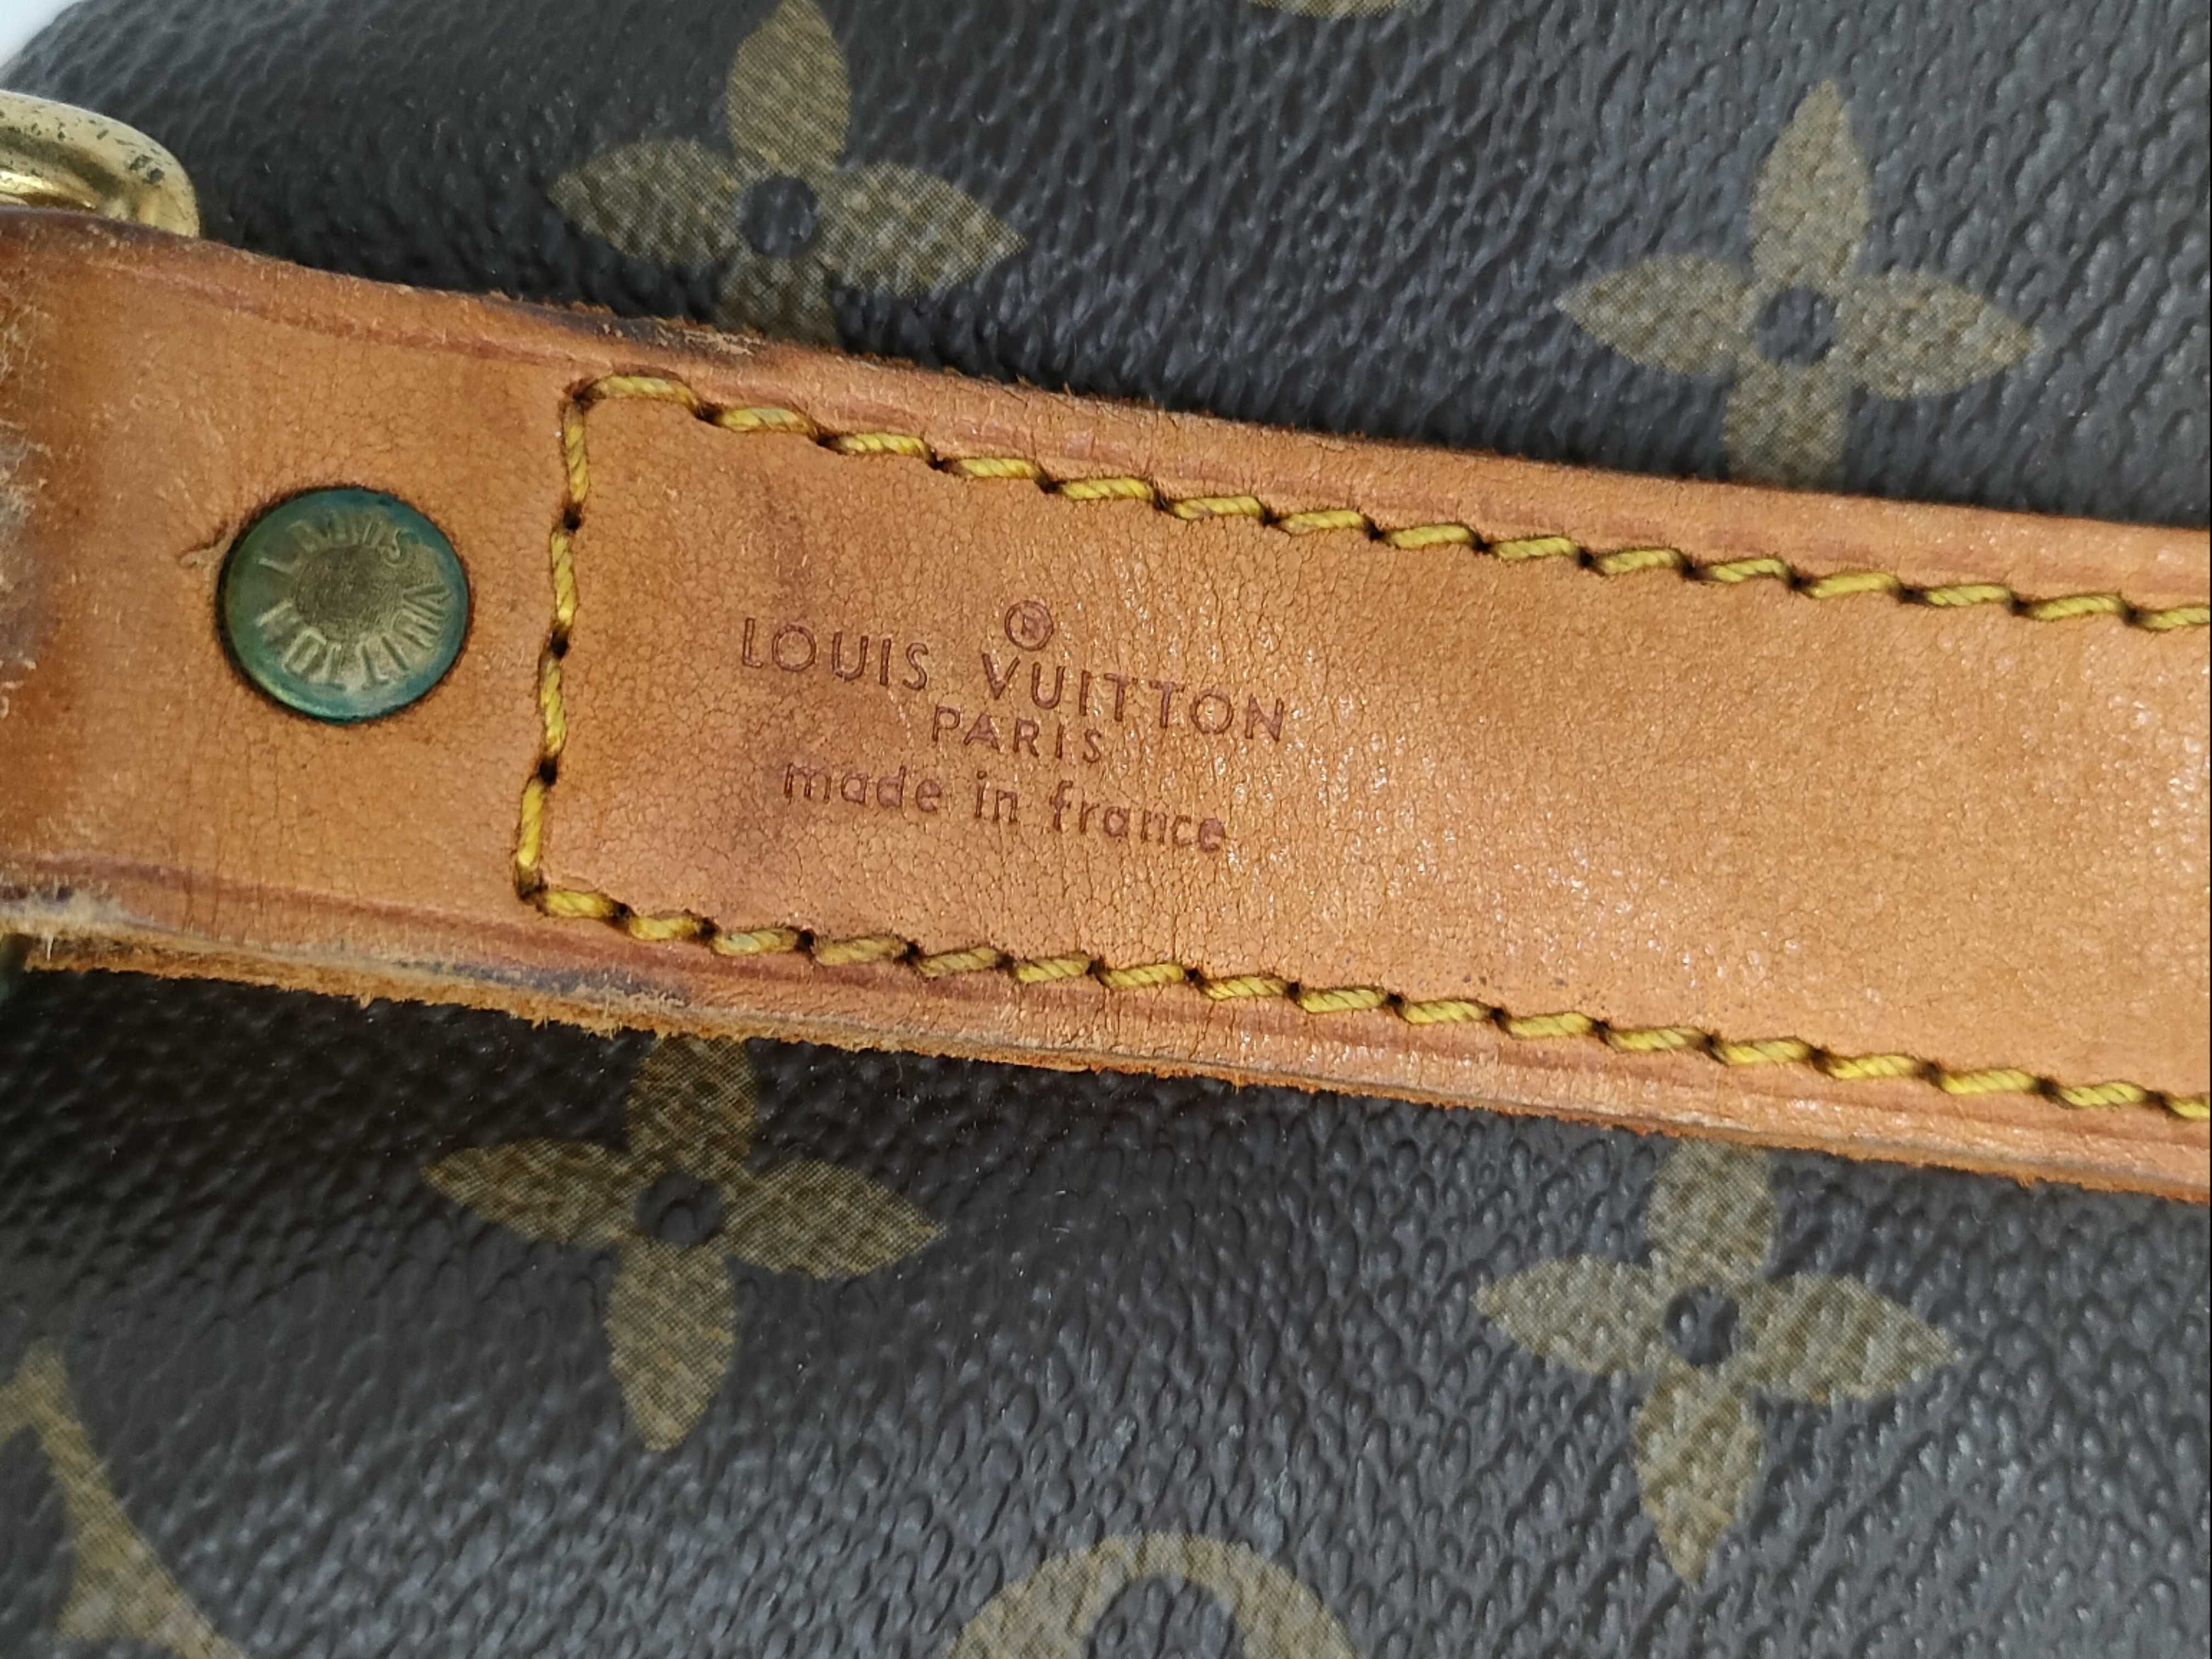 LOUIS VUITTON
®
LOUIS VUITTON
PARIS
made in france